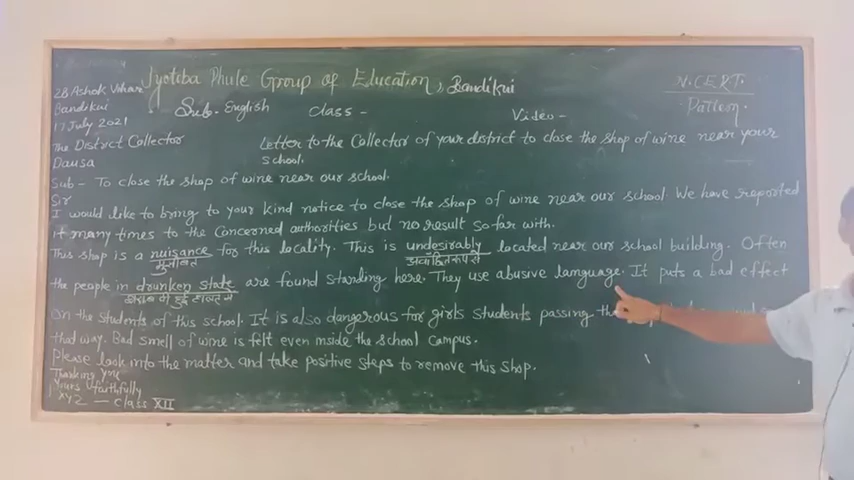 Jyotoba Phule Group of Education, Bandikui
N.CERT.
Pattern.
Sub. English Class - Video -
28 Ashok Vihar
Bandikui
17 July 2021
The District Collector
Dausa
Letter to the Collector of your district to close the shop of wine near your
school.
Sub - To close the shop of wine near our school.
Sir
I would like to bring to your kind notice to close the shop of wine near our school. We have reported
it many times to the Concerned authorities but no result so far with.
This shop is a nuisance for this locality. This is undesirably located near our school building. Often
मुसीबत
the people in drunken state are found standing here. They use abusive language. It puts a bad effect
शराब पी हुई हालत में
on the students of this school. It is also dangerous for girls students passing
that way. Bad smell of wine is felt even inside the school campus.
Please look into the matter and take positive steps to remove this shop.
Thanking you
yours faithfully
XYZ - Class XII